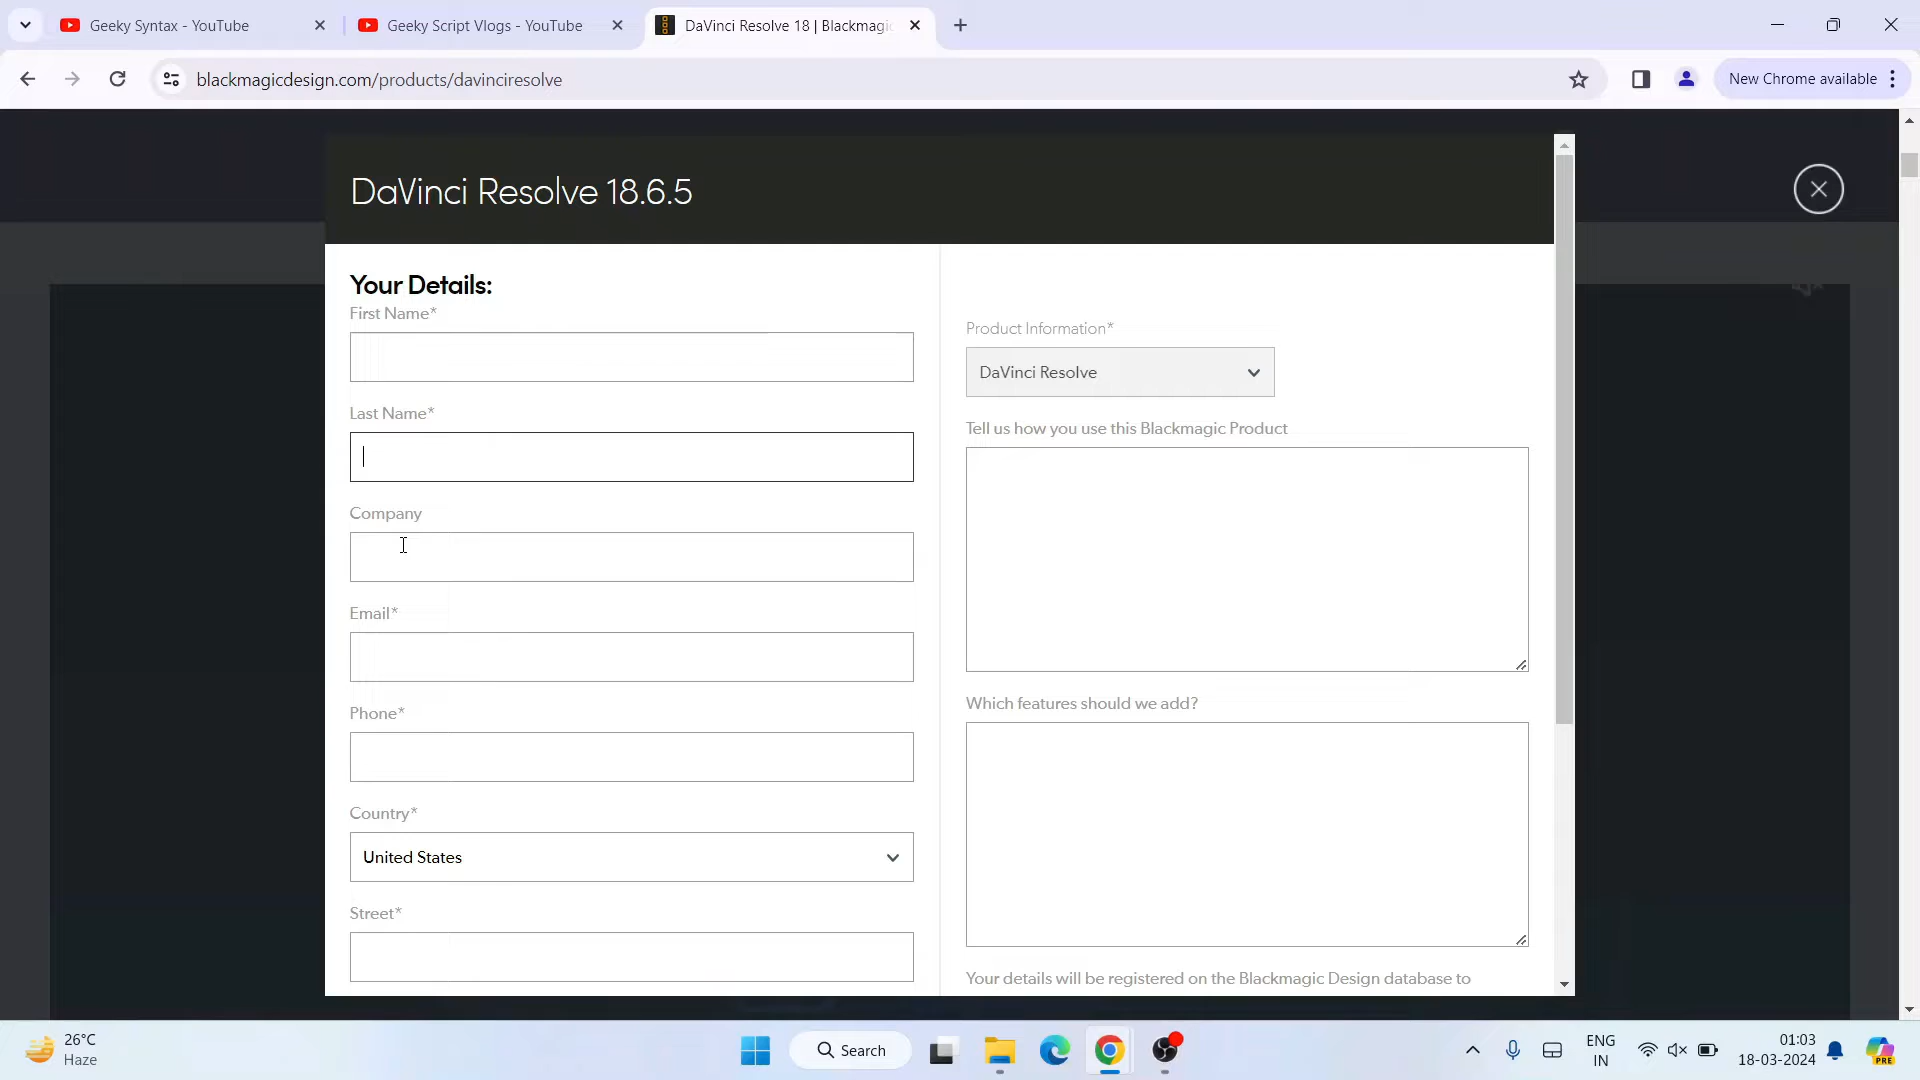 Geeky Syntax - YouTube
Geeky Script Vlogs - YouTube
DaVinci Resolve 18 | Blackmagic
blackmagicdesign.com/products/davinciresolve
New Chrome available
DaVinci Resolve 18.6.5
Your Details:
First Name*
Last Name*
Company
Email*
Phone*
Country*
United States
Street*
Product Information*
DaVinci Resolve
Tell us how you use this Blackmagic Product
Which features should we add?
Your details will be registered on the Blackmagic Design database to
26°C
Haze
Search
ENG
IN
01:03
18-03-2024
PRE